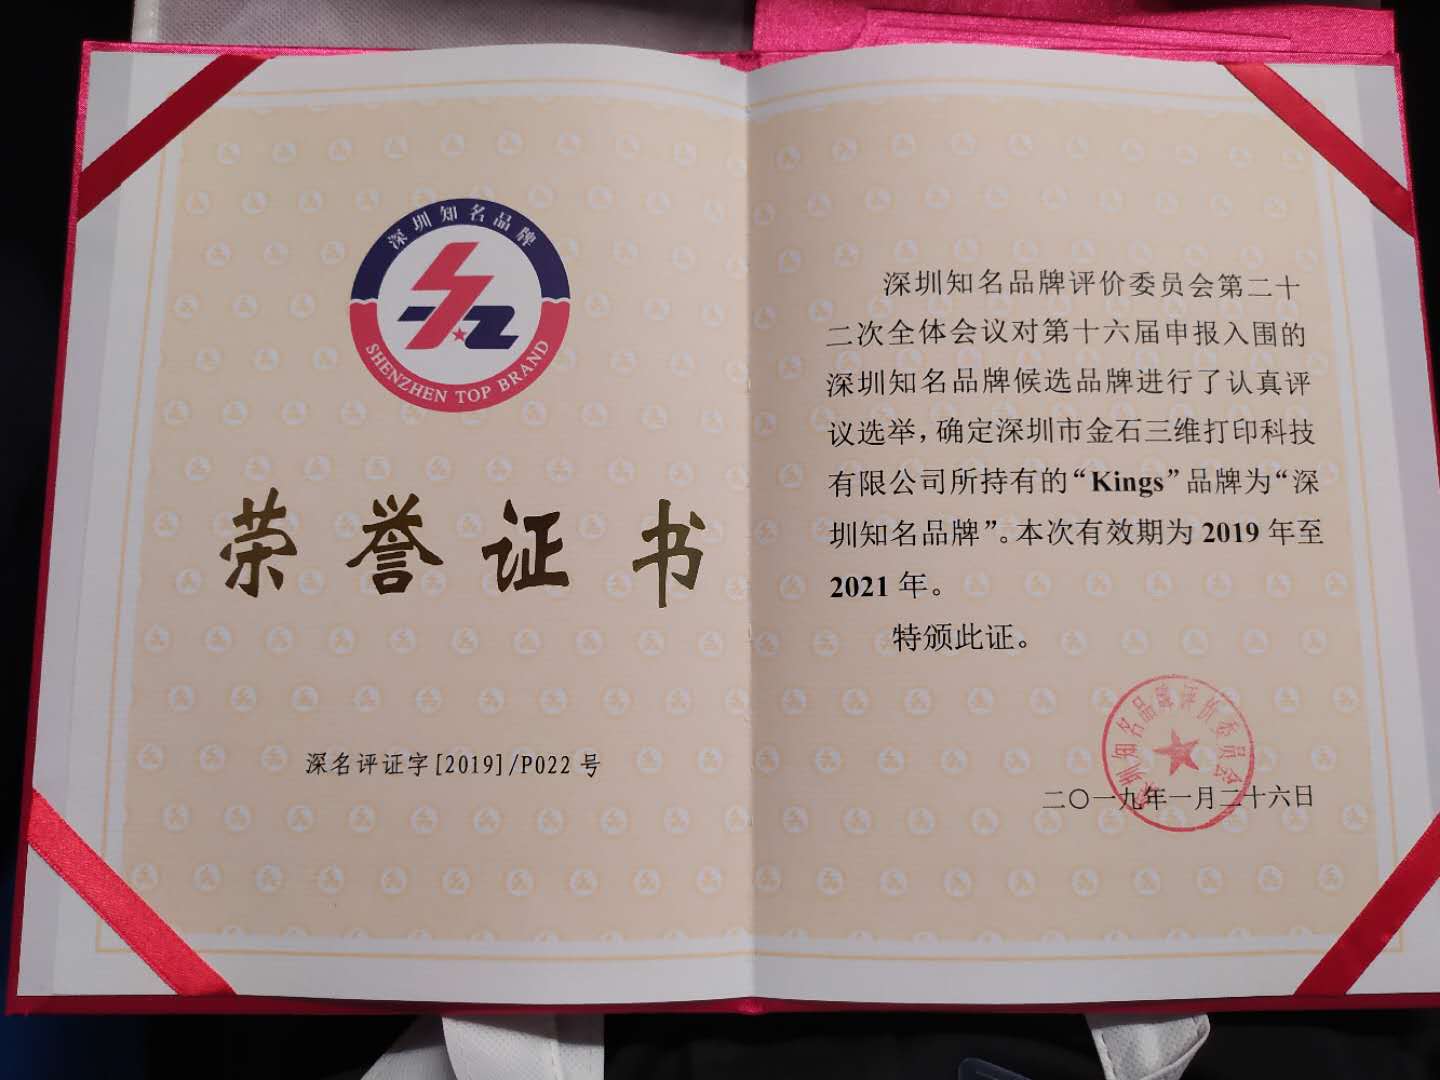 深圳知名品牌
SHENZHEN TOP BRAND
荣誉证书
深名评证字[2019]/P022号
深圳知名品牌评价委员会第二十
二次全体会议对第十六届申报入围的
深圳知名品牌候选品牌进行了认真评
议选举，确定深圳市金石三维打印科技
有限公司所持有的“Kings”品牌为“深
圳知名品牌”。本次有效期为2019年至
2021年。
特颁此证。
深圳知名品牌评价委员会
二〇一九年一月二十六日